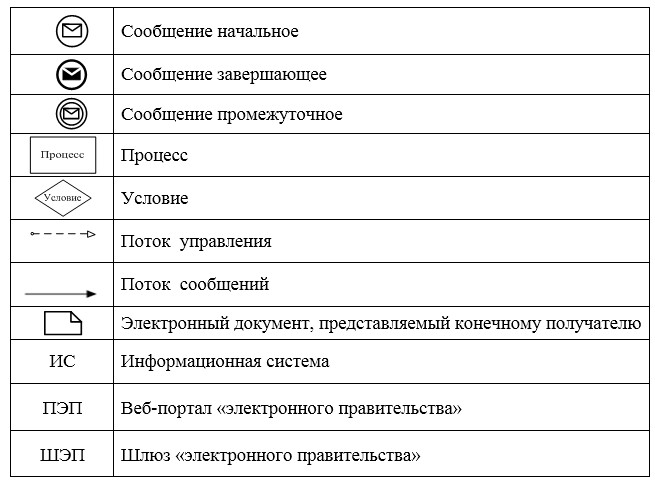 Сообщение начальное
Сообщение завершающее
Сообщение промежуточное
Процесс Процесс
Условие Условие
Поток управления
Поток сообщений
Электронный документ, представляемый конечному получателю
ИС Информационная система
ПЭП Веб-портал «электронного правительства»
ШЭП Шлюз «электронного правительства»